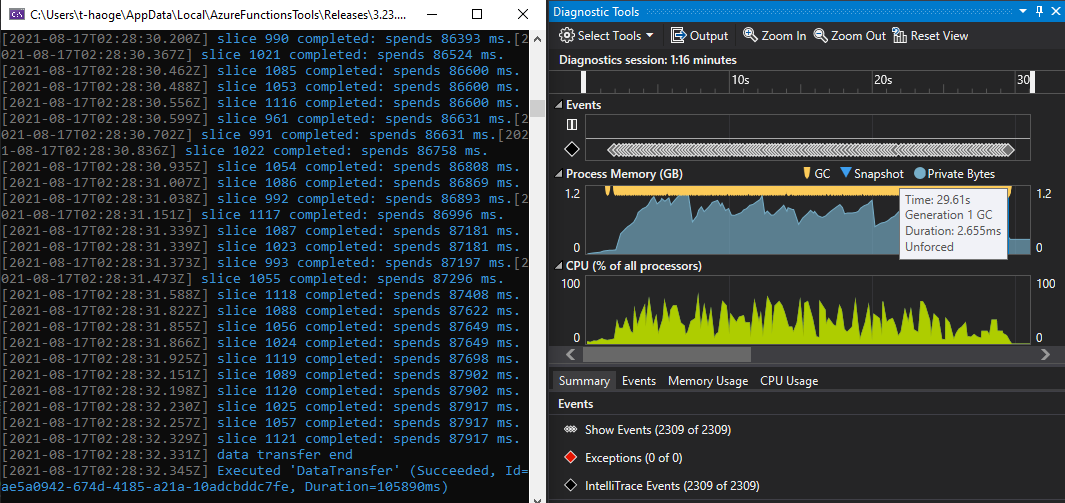 C:\Users\t-haoge\AppData\Local\AzureFunctionsTools\Releases\3.23....
[2021-08-17T02:28:30.200Z] slice 990 completed: spends 86393 ms.[2
021-08-17T02:28:30.367Z] slice 1021 completed: spends 86524 ms.
[2021-08-17T02:28:30.462Z] slice 1085 completed: spends 86600 ms.
[2021-08-17T02:28:30.488Z] slice 1053 completed: spends 86600 ms.
[2021-08-17T02:28:30.556Z] slice 1116 completed: spends 86600 ms.
[2021-08-17T02:28:30.599Z] slice 961 completed: spends 86631 ms.[2
021-08-17T02:28:30.702Z] slice 991 completed: spends 86631 ms.[202
1-08-17T02:28:30.836Z] slice 1022 completed: spends 86758 ms.
[2021-08-17T02:28:30.935Z] slice 1054 completed: spends 86808 ms.
[2021-08-17T02:28:31.007Z] slice 1086 completed: spends 86869 ms.
[2021-08-17T02:28:31.038Z] slice 992 completed: spends 86893 ms.[2
021-08-17T02:28:31.151Z] slice 1117 completed: spends 86996 ms.
[2021-08-17T02:28:31.339Z] slice 1087 completed: spends 87181 ms.
[2021-08-17T02:28:31.339Z] slice 1023 completed: spends 87181 ms.
[2021-08-17T02:28:31.373Z] slice 993 completed: spends 87197 ms.[2
021-08-17T02:28:31.473Z] slice 1055 completed: spends 87296 ms.
[2021-08-17T02:28:31.588Z] slice 1118 completed: spends 87408 ms.
[2021-08-17T02:28:31.822Z] slice 1088 completed: spends 87622 ms.
[2021-08-17T02:28:31.855Z] slice 1056 completed: spends 87649 ms.
[2021-08-17T02:28:31.866Z] slice 1024 completed: spends 87649 ms.
[2021-08-17T02:28:31.925Z] slice 1119 completed: spends 87698 ms.
[2021-08-17T02:28:32.151Z] slice 1089 completed: spends 87902 ms.
[2021-08-17T02:28:32.198Z] slice 1120 completed: spends 87902 ms.
[2021-08-17T02:28:32.230Z] slice 1025 completed: spends 87917 ms.
[2021-08-17T02:28:32.257Z] slice 1057 completed: spends 87917 ms.
[2021-08-17T02:28:32.329Z] slice 1121 completed: spends 87917 ms.
[2021-08-17T02:28:32.331Z] data transfer end
[2021-08-17T02:28:32.345Z] Executed 'DataTransfer' (Succeeded, Id=
ae5a0942-674d-4185-a21a-10adcbddc7fe, Duration=105890ms)
Diagnostic Tools
Select Tools Output Zoom In Zoom Out Reset View
Diagnostics session: 1:16 minutes
10s 20s 30
Events
Process Memory (GB) GC Snapshot Private Bytes
1.2 1.2
0 0
Time: 29.61s
Generation 1 GC
Duration: 2.655ms
Unforced
CPU (% of all processors)
100 100
0 0
Summary Events Memory Usage CPU Usage
Events
Show Events (2309 of 2309)
Exceptions (0 of 0)
IntelliTrace Events (2309 of 2309)